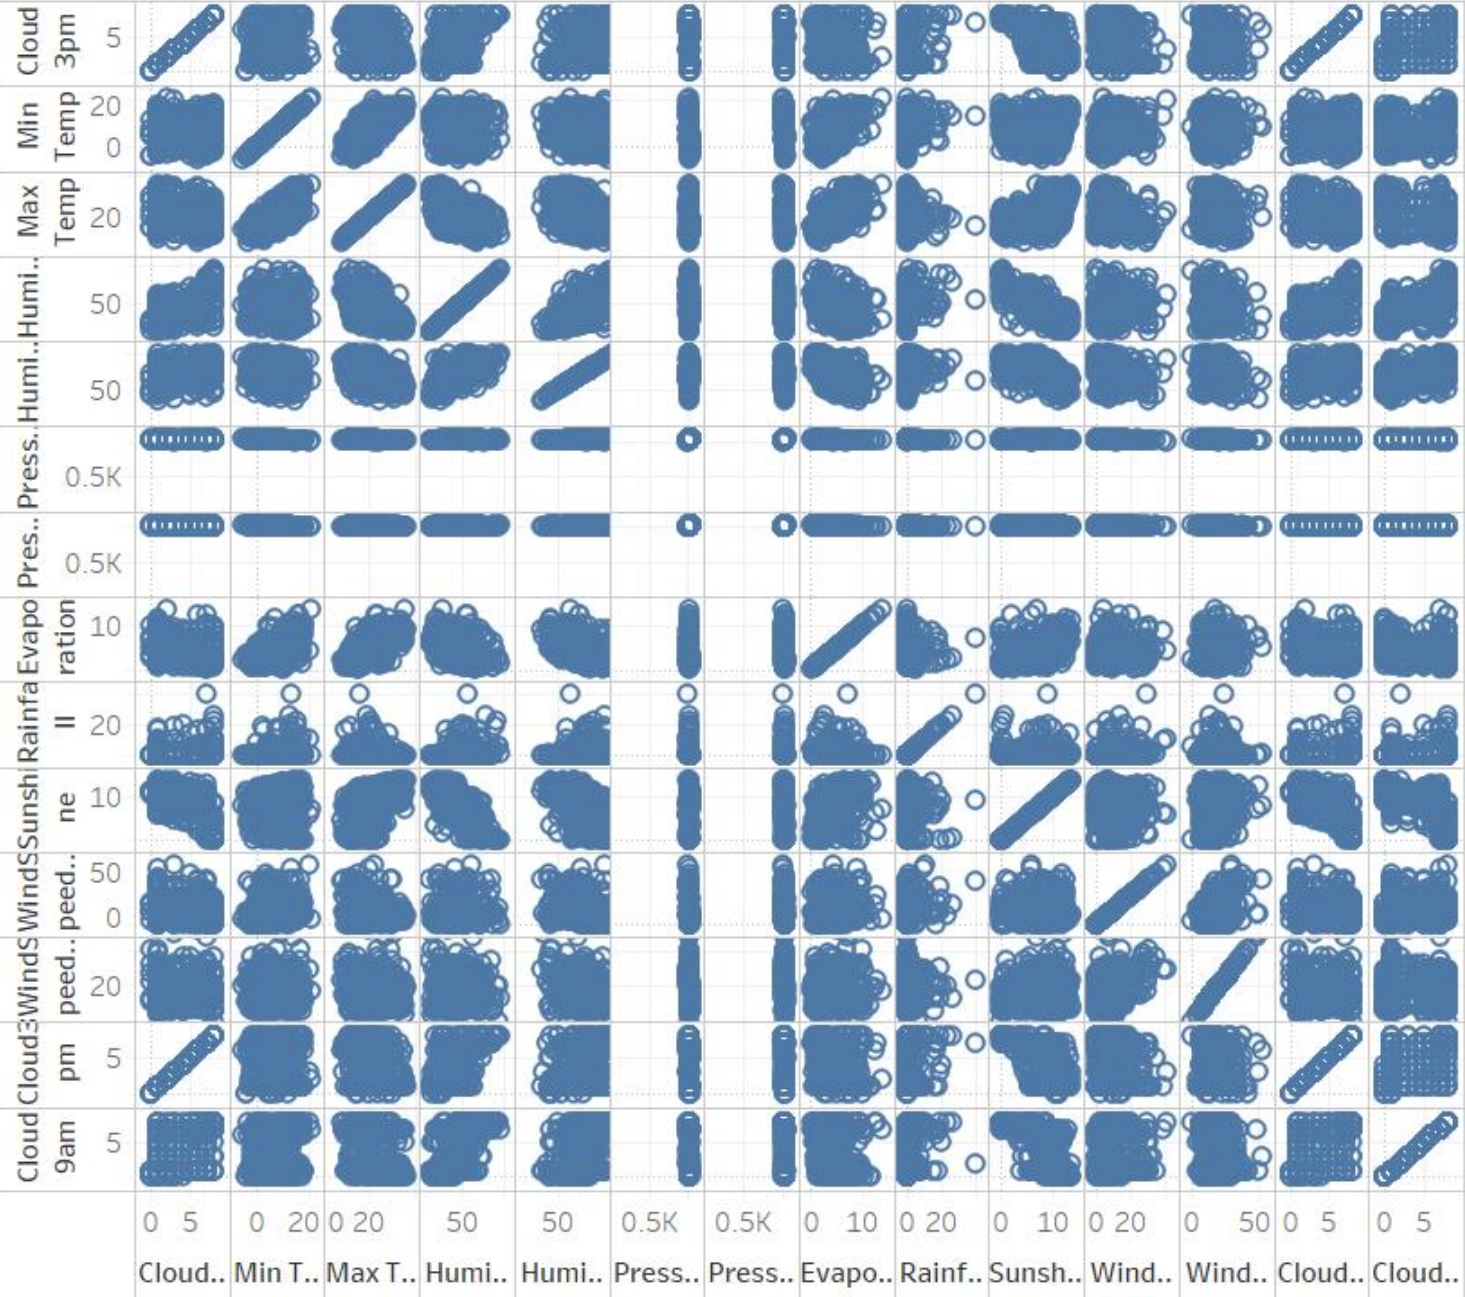 Cloud
3pm
5
Min
Temp
20
0
Max
Temp
20
Humi..
50
Humi..
50
Press..
0.5K
Pres..
0.5K
Evapo
ration
10
Rainfa
ll
20
Sunshi
ne
10
WindS
peed..
50
0
WindS
peed..
20
Cloud3
pm
5
Cloud
9am
5
0 5 0 20 0 20 50 50 0.5K 0.5K 0 10 0 20 0 10 0 20 0 50 0 5 0 5
Cloud.. Min T.. Max T.. Humi.. Humi.. Press.. Press.. Evapo.. Rainf.. Sunsh.. Wind.. Wind.. Cloud.. Cloud..